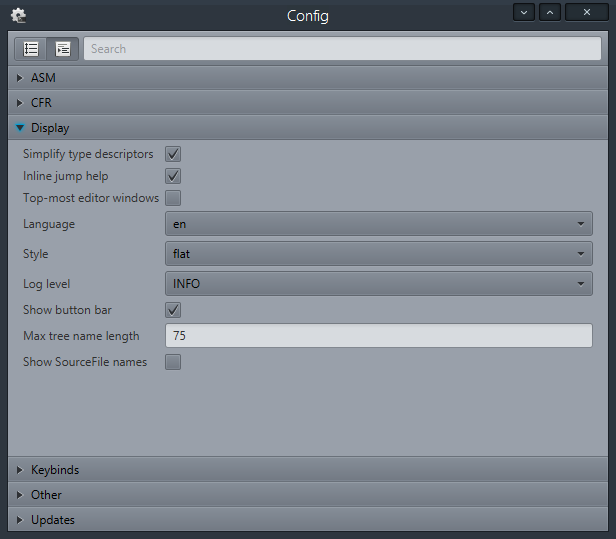 Config
Search
ASM
CFR
Display
Simplify type descriptors
Inline jump help
Top-most editor windows
Language en
Style flat
Log level INFO
Show button bar
Max tree name length 75
Show SourceFile names
Keybinds
Other
Updates